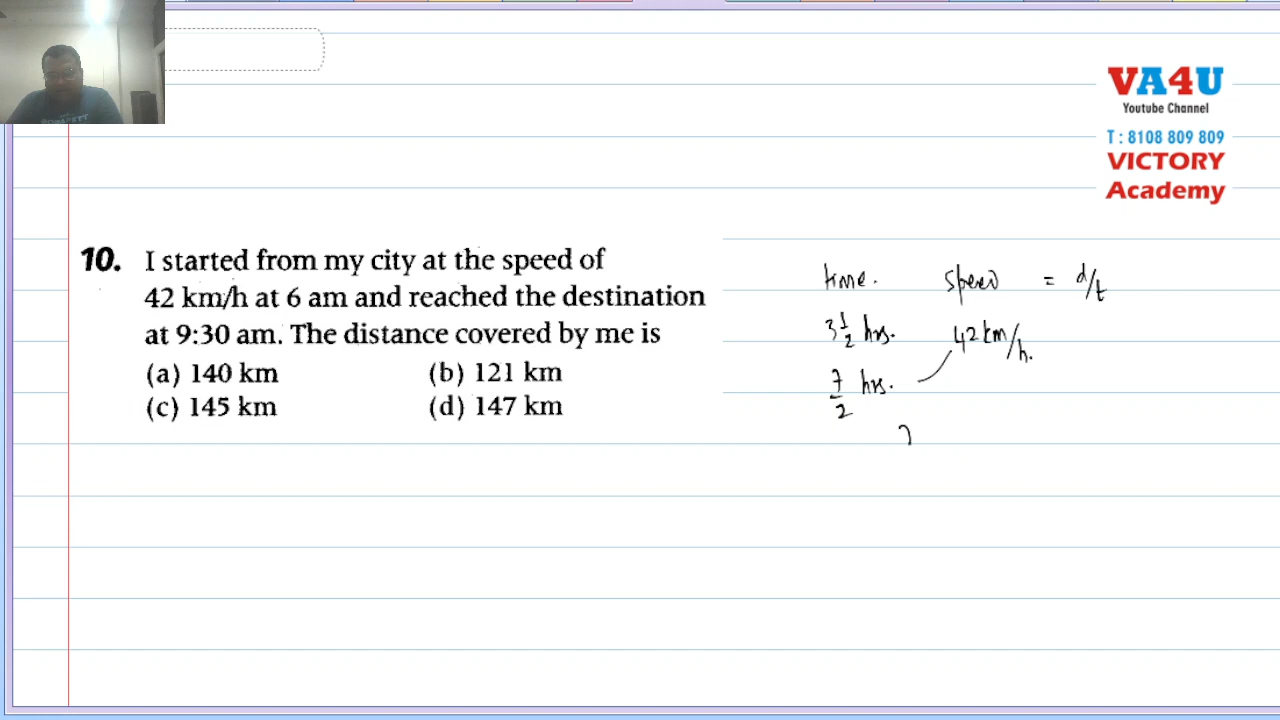 VA4U
Youtube Channel
T : 8108 809 809
VICTORY
Academy
10. I started from my city at the speed of
42 km/h at 6 am and reached the destination
at 9:30 am. The distance covered by me is
(a) 140 km (b) 121 km
(c) 145 km (d) 147 km
time. speed = d/t
3 1/2 hrs. 42 km/h.
7/2 hrs.